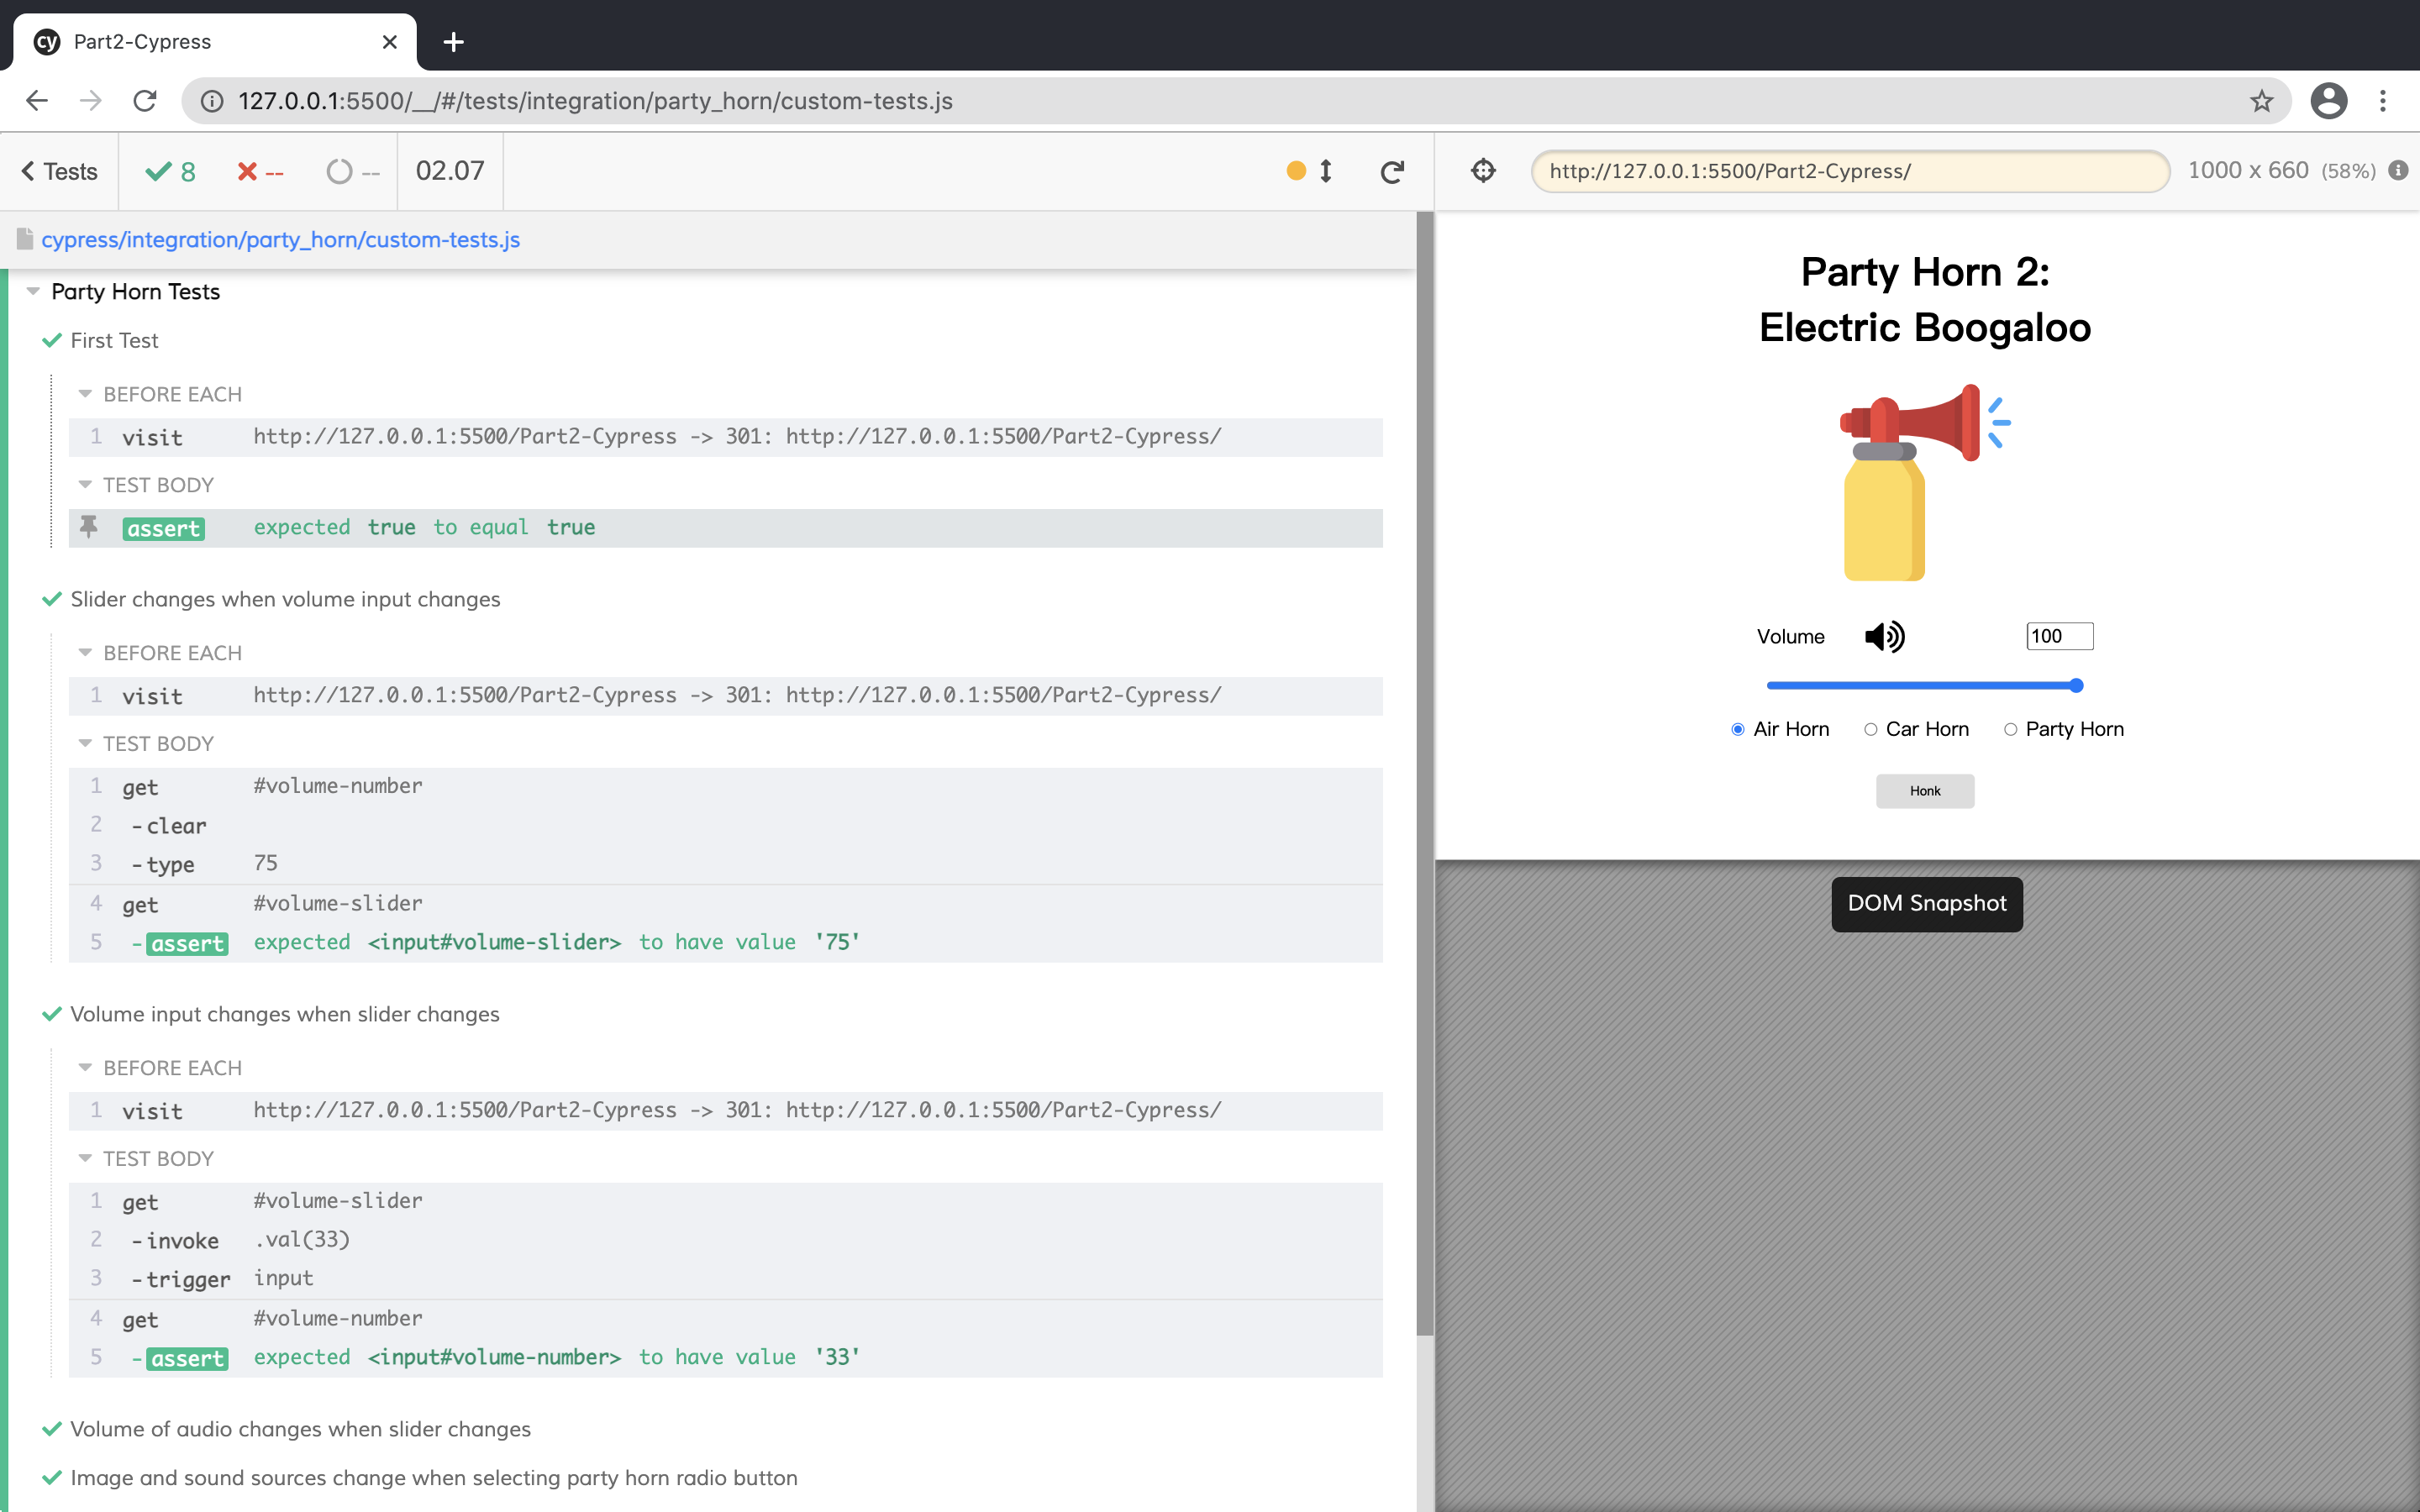 cy Part2-Cypress
127.0.0.1:5500/__/#/tests/integration/party_horn/custom-tests.js
Tests 8 -- -- 02.07
http://127.0.0.1:5500/Part2-Cypress/ 1000 x 660 (58%)
cypress/integration/party_horn/custom-tests.js
Party Horn Tests
First Test
BEFORE EACH
1 visit http://127.0.0.1:5500/Part2-Cypress -> 301: http://127.0.0.1:5500/Part2-Cypress/
TEST BODY
assert expected true to equal true
Slider changes when volume input changes
BEFORE EACH
1 visit http://127.0.0.1:5500/Part2-Cypress -> 301: http://127.0.0.1:5500/Part2-Cypress/
TEST BODY
1 get #volume-number
2 -clear
3 -type 75
4 get #volume-slider
5 -assert expected <input#volume-slider> to have value '75'
Volume input changes when slider changes
BEFORE EACH
1 visit http://127.0.0.1:5500/Part2-Cypress -> 301: http://127.0.0.1:5500/Part2-Cypress/
TEST BODY
1 get #volume-slider
2 -invoke .val(33)
3 -trigger input
4 get #volume-number
5 -assert expected <input#volume-number> to have value '33'
Volume of audio changes when slider changes
Image and sound sources change when selecting party horn radio button
Party Horn 2:
Electric Boogaloo
Volume 100
Air Horn Car Horn Party Horn
Honk
DOM Snapshot